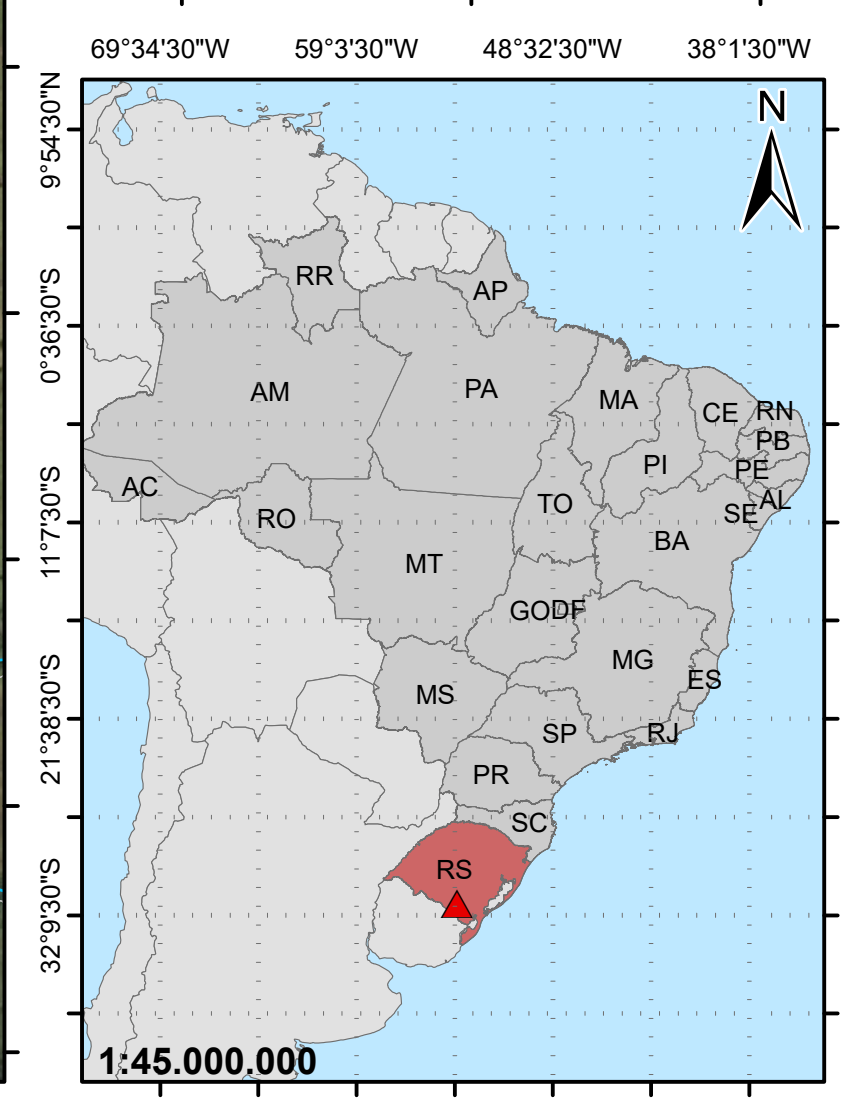 69°34'30"W 59°3'30"W 48°32'30"W 38°1'30"W
9°54'30"N
N
RR
AP
0°36'30"S
AM
PA
MA
CE
RN
PB
PI
PE
AC
AL
TO
SE
RO
11°7'30"S
BA
MT
GO
DF
MG
ES
MS
SP
RJ
21°38'30"S
PR
SC
RS
32°9'30"S
1:45.000.000